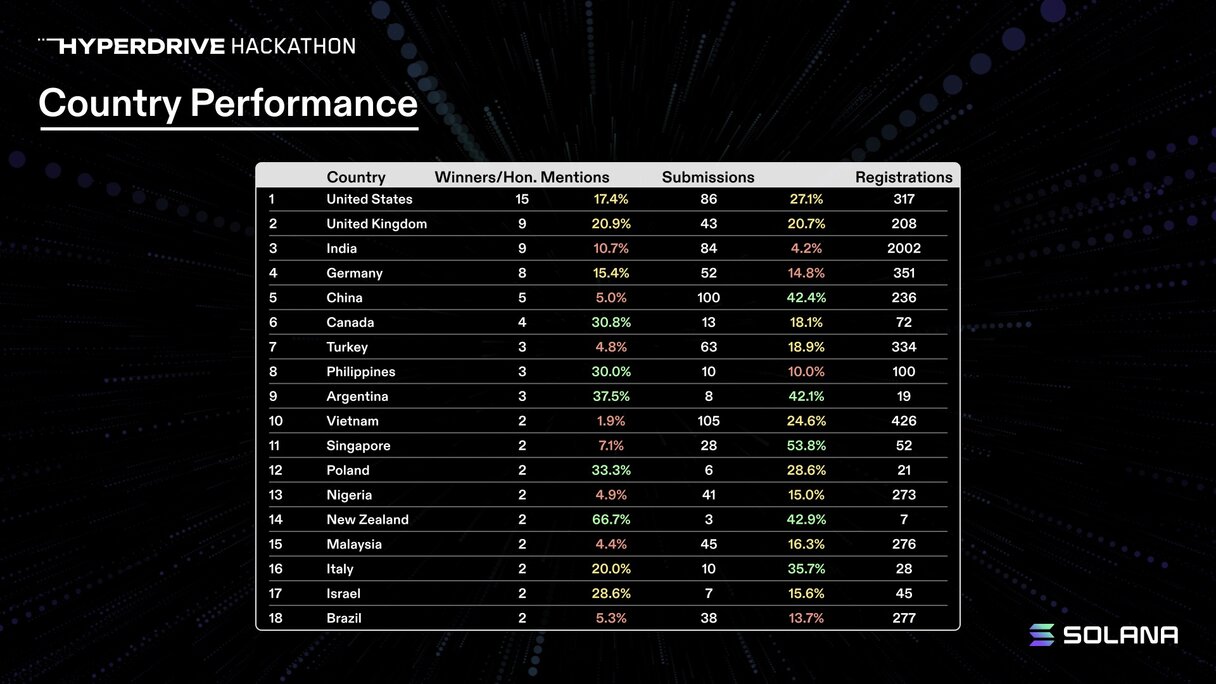 HYPERDRIVE HACKATHON
Country Performance
Country Winners/Hon. Mentions Submissions Registrations
1 United States 15 17.4% 86 27.1% 317
2 United Kingdom 9 20.9% 43 20.7% 208
3 India 9 10.7% 84 4.2% 2002
4 Germany 8 15.4% 52 14.8% 351
5 China 5 5.0% 100 42.4% 236
6 Canada 4 30.8% 13 18.1% 72
7 Turkey 3 4.8% 63 18.9% 334
8 Philippines 3 30.0% 10 10.0% 100
9 Argentina 3 37.5% 8 42.1% 19
10 Vietnam 2 1.9% 105 24.6% 426
11 Singapore 2 7.1% 28 53.8% 52
12 Poland 2 33.3% 6 28.6% 21
13 Nigeria 2 4.9% 41 15.0% 273
14 New Zealand 2 66.7% 3 42.9% 7
15 Malaysia 2 4.4% 45 16.3% 276
16 Italy 2 20.0% 10 35.7% 28
17 Israel 2 28.6% 7 15.6% 45
18 Brazil 2 5.3% 38 13.7% 277
SOLANA